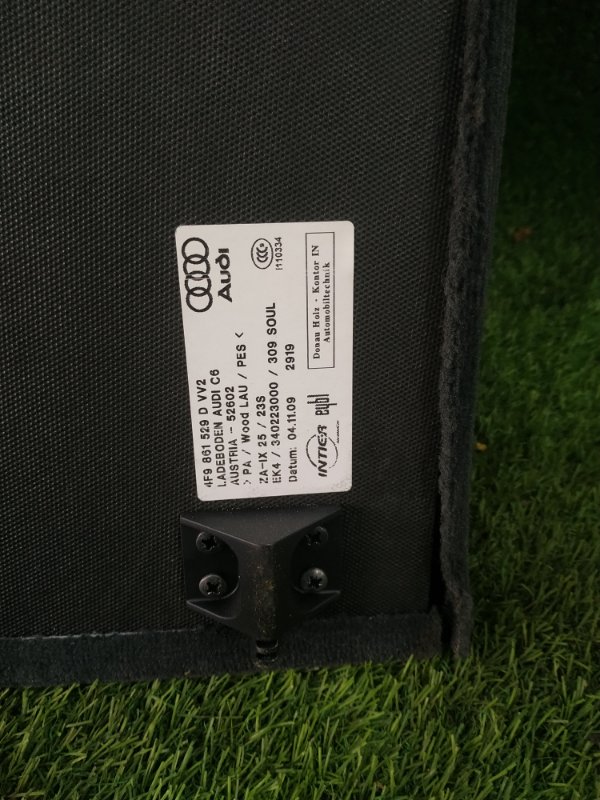 Audi
I110334
4F9 861 529 D VV2
LADEBODEN AUDI C6
AUSTRIA - 52602
> PA / Wood LAU / PES <
ZA-IX 25 / 23S
EK4 / 340223000 / 309 SOUL
Datum: 04.11.09 2919
INTIER eybl
Donau Holz - Kontor IN
Automobiltechnik